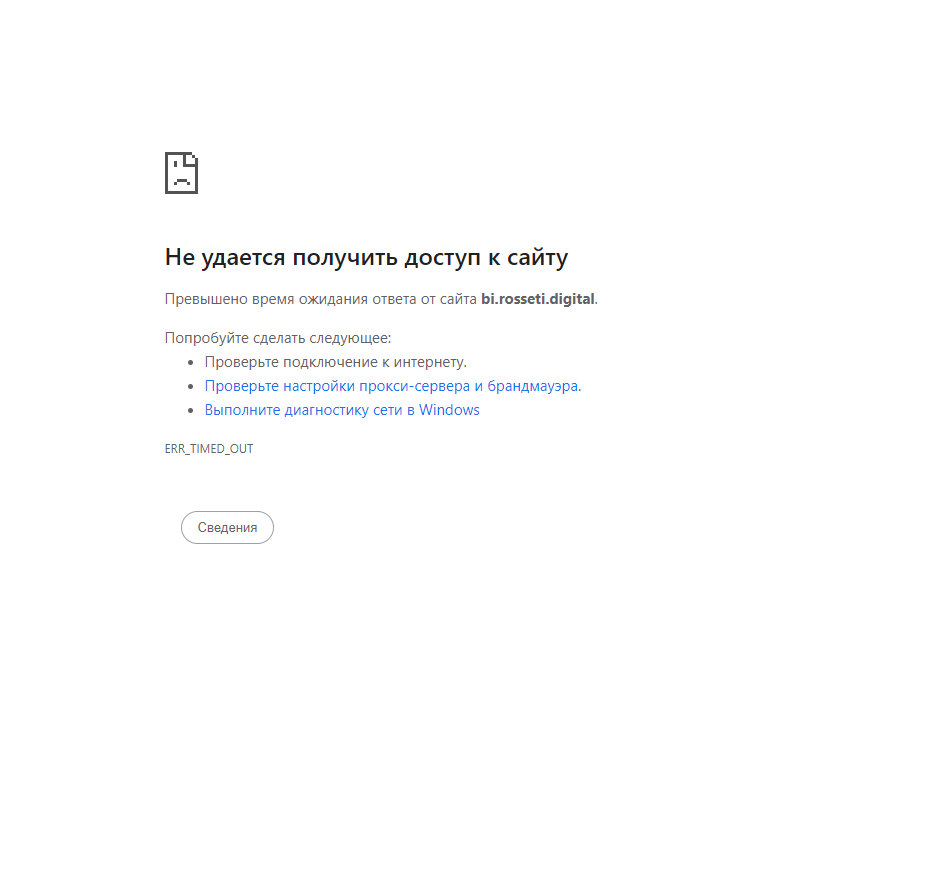 Не удается получить доступ к сайту
Превышено время ожидания ответа от сайта bi.rosseti.digital.
Попробуйте сделать следующее:
Проверьте подключение к интернету.
Проверьте настройки прокси-сервера и брандмауэра.
Выполните диагностику сети в Windows
ERR_TIMED_OUT
Сведения